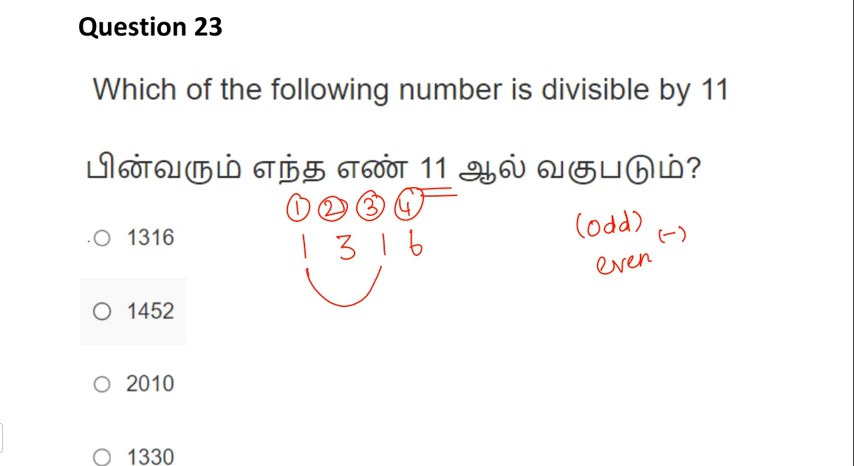 Question 23
Which of the following number is divisible by 11
பின்வரும் எந்த எண் 11 ஆல் வகுபடும்?
1 2 3 4
1316
1 3 1 6
(odd)
even (-)
1452
2010
1330